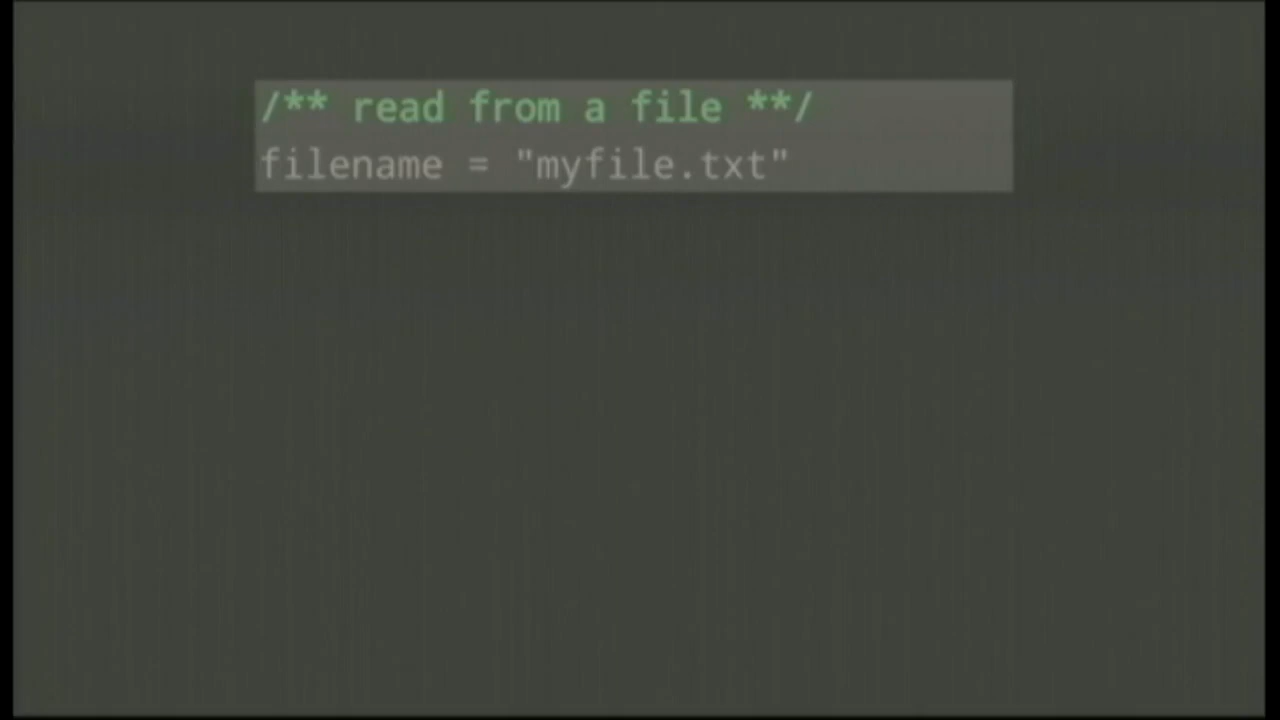 /** read from a file **/
filename = "myfile.txt"